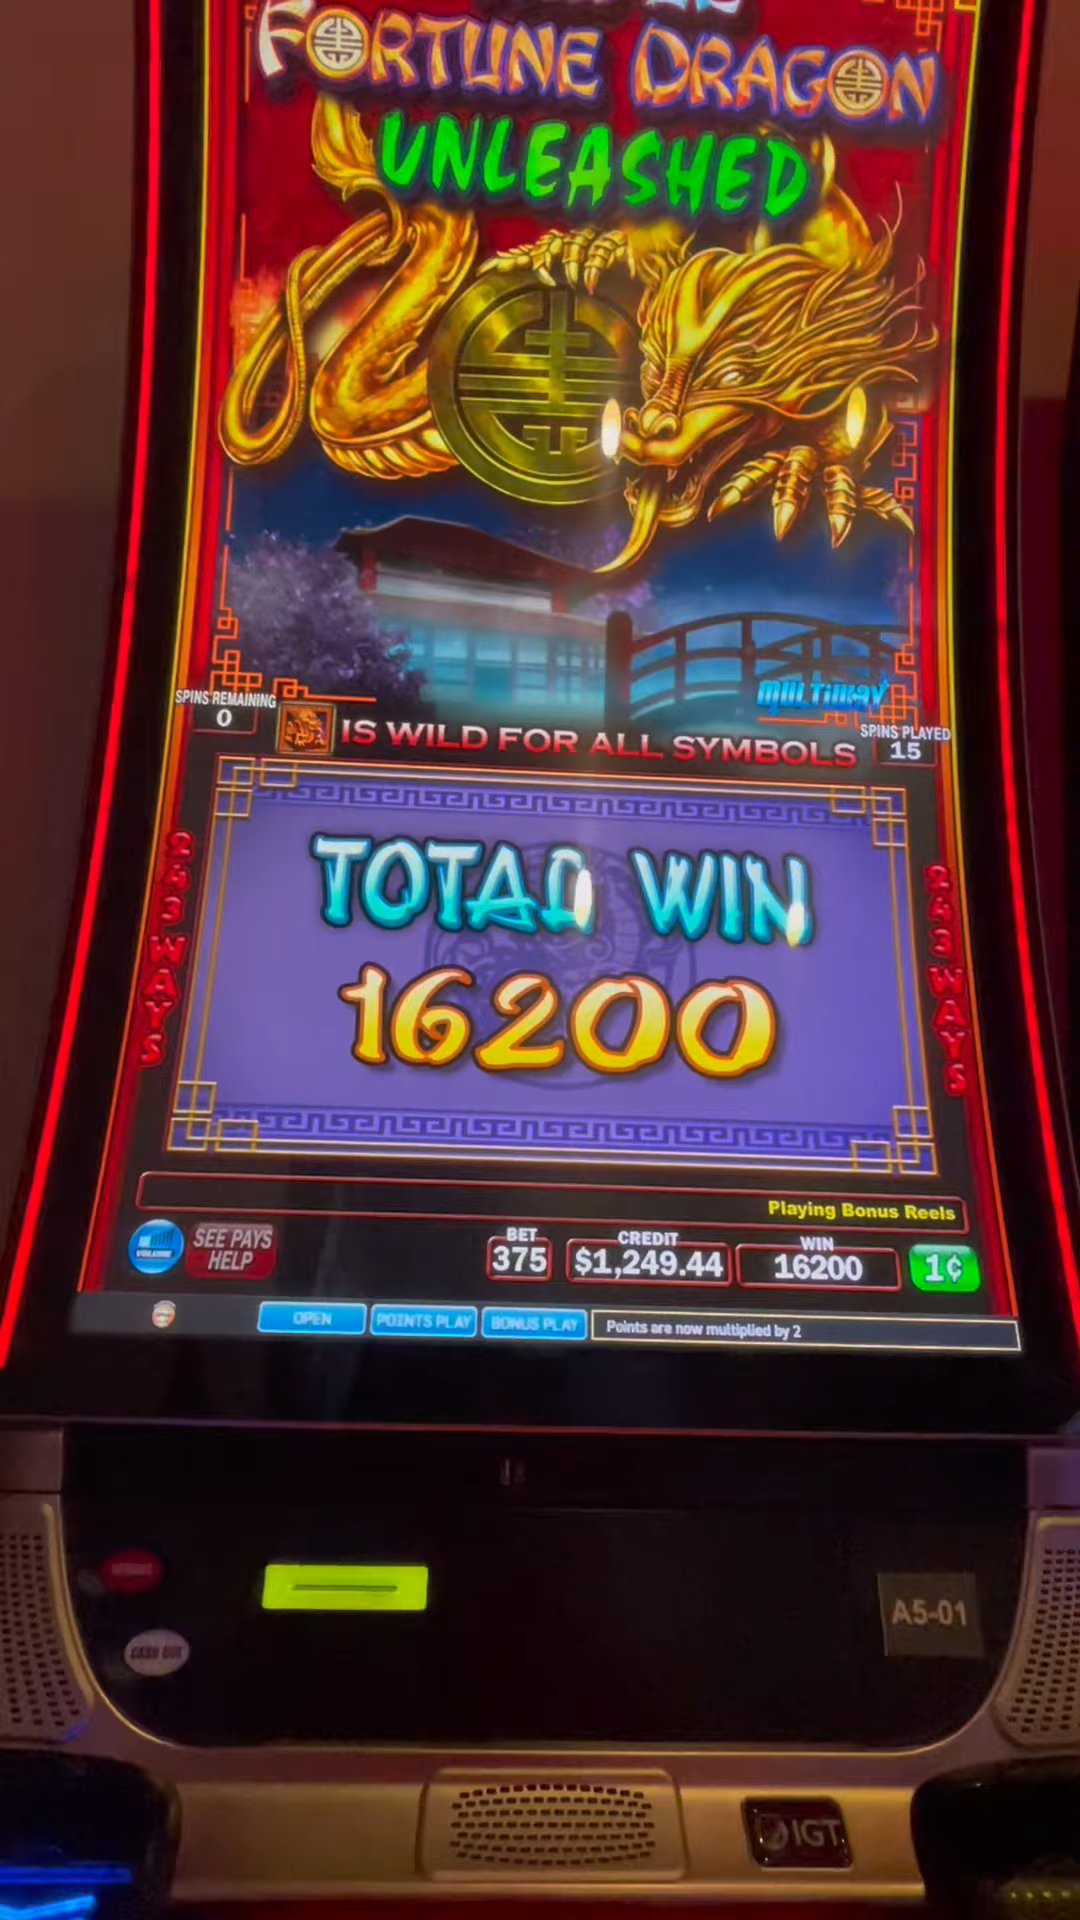 FORTUNE DRAGON
UNLEASHED
MULTIWAY
SPINS REMAINING
0
IS WILD FOR ALL SYMBOLS
SPINS PLAYED
15
243 WAYS
243 WAYS
TOTAL WIN
16200
Playing Bonus Reels
VOLUME
SEE PAYS
HELP
BET
375
CREDIT
$1,249.44
WIN
16200
1¢
OPEN
POINTS PLAY
BONUS PLAY
Points are now multiplied by 2
A5-01
CASH OUT
IGT